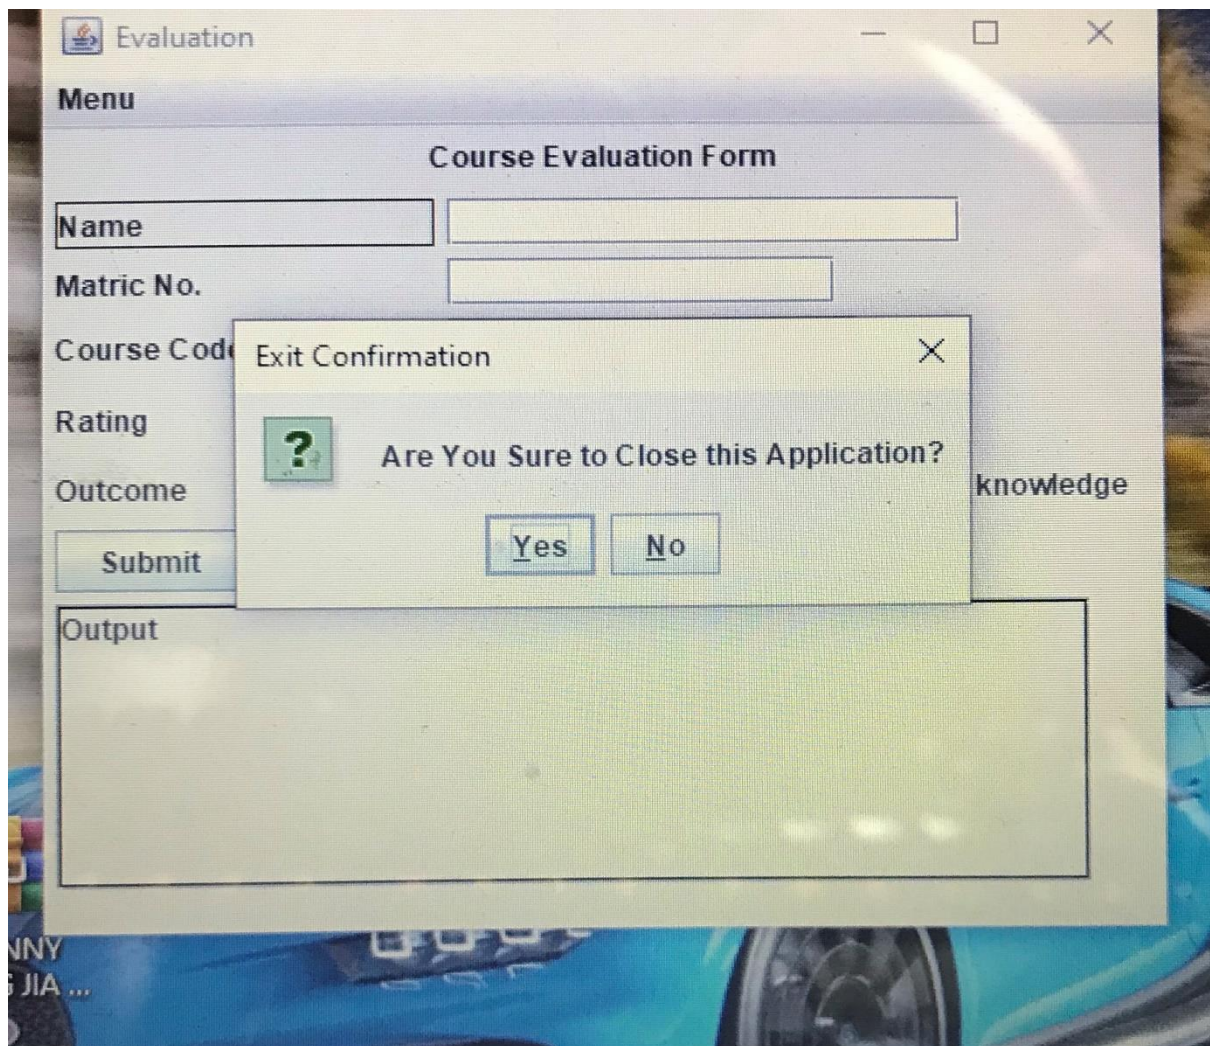 Evaluation
Menu
Course Evaluation Form
Name
Matric No.
Course Code
Exit Confirmation
Rating
Are You Sure to Close this Application?
Outcome
knowledge
Yes
No
Submit
Output
NNY
JIA ...